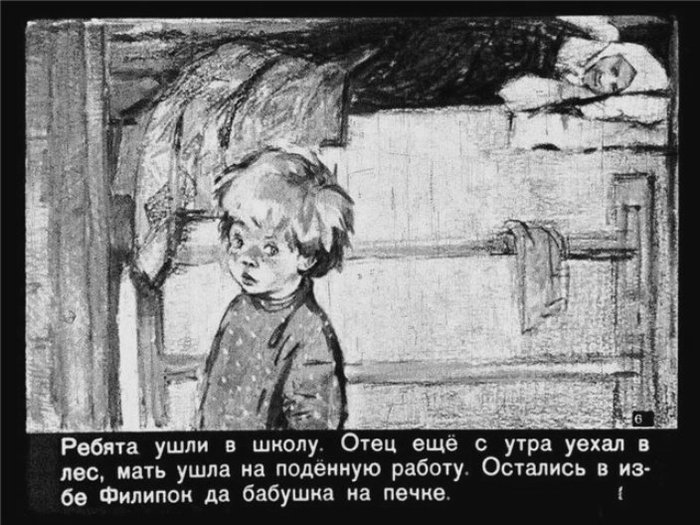 6
Ребята ушли в школу. Отец ещё с утра уехал в
лес, мать ушла на подённую работу. Остались в из-
бе Филипок да бабушка на печке.